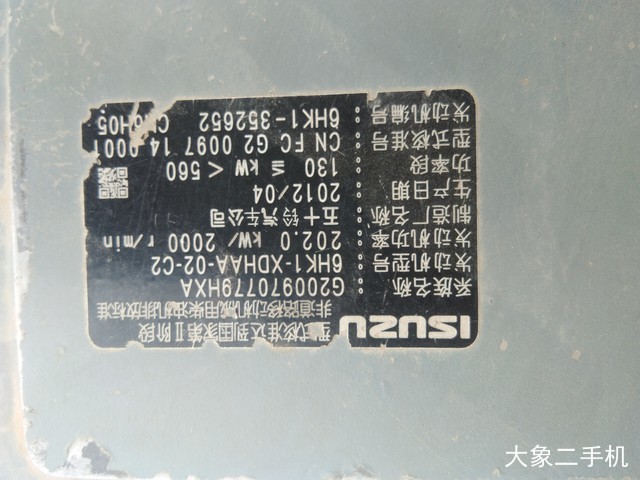 ISUZU
型式核准达到国家第Ⅱ阶段
非道路移动机械用柴油机排放标准
系族名称 : G200970779HXA
发动机型号 : 6HK1-XDHAA-02-C2
发动机功率 : 202.0 kW/ 2000 r/min
制造厂名称 : 五十铃汽车公司
生产日期 : 2012/04
功率段 : 130 ≦ kW < 560
型式核准号 : CN FC G2 0097 14 0001
发动机编号 : 6HK1-352652
大象二手机